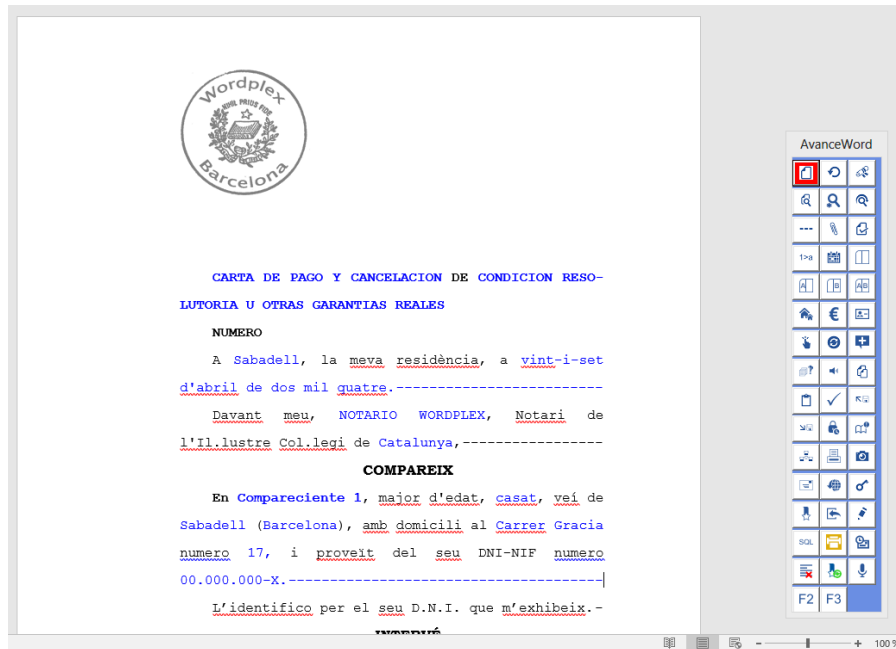 Wordplex
NIHIL PRIUS FIDE
Barcelona
CARTA DE PAGO Y CANCELACION DE CONDICION RESO-
LUTORIA U OTRAS GARANTIAS REALES
NUMERO
A Sabadell, la meva residència, a vint-i-set
d'abril de dos mil quatre.-------------------------
Davant meu, NOTARIO WORDPLEX, Notari de
l'Il.lustre Col.legi de Catalunya,-----------------
COMPAREIX
En Compareciente 1, major d'edat, casat, veí de
Sabadell (Barcelona), amb domicili al Carrer Gracia
numero 17, i proveït del seu DNI-NIF numero
00.000.000-X.--------------------------------------
L'identifico per el seu D.N.I. que m'exhibeix.-
INTERVÉ
AvanceWord
1>a
A B AB
€
?
SQL
F2 F3
100 %